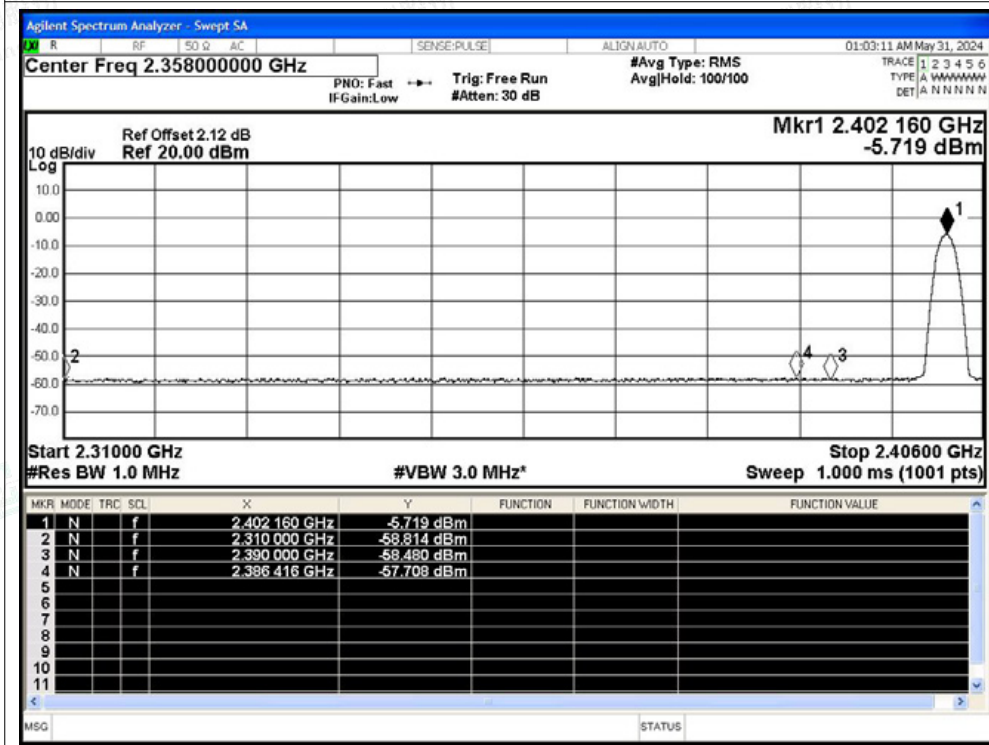 Agilent Spectrum Analyzer - Swept SA
R RF 50 Ω AC SENSE:PULSE ALIGN AUTO 01:03:11 AM May 31, 2024
Center Freq 2.358000000 GHz
PNO: Fast Trig: Free Run #Avg Type: RMS TRACE 1 2 3 4 5 6
IFGain:Low #Atten: 30 dB Avg|Hold: 100/100 TYPE A WWWWW
DET A N N N N N
Ref Offset 2.12 dB Mkr1 2.402 160 GHz
10 dB/div Ref 20.00 dBm -5.719 dBm
Log
10.0
0.00
-10.0
-20.0
-30.0
-40.0
-50.0
-60.0
-70.0
1
2
4
3
Start 2.31000 GHz Stop 2.40600 GHz
#Res BW 1.0 MHz #VBW 3.0 MHz* Sweep 1.000 ms (1001 pts)
MKR MODE TRC SCL X Y FUNCTION FUNCTION WIDTH FUNCTION VALUE
1 N f 2.402 160 GHz -5.719 dBm
2 N f 2.310 000 GHz -58.814 dBm
3 N f 2.390 000 GHz -58.480 dBm
4 N f 2.386 416 GHz -57.708 dBm
5
6
7
8
9
10
11
MSG STATUS